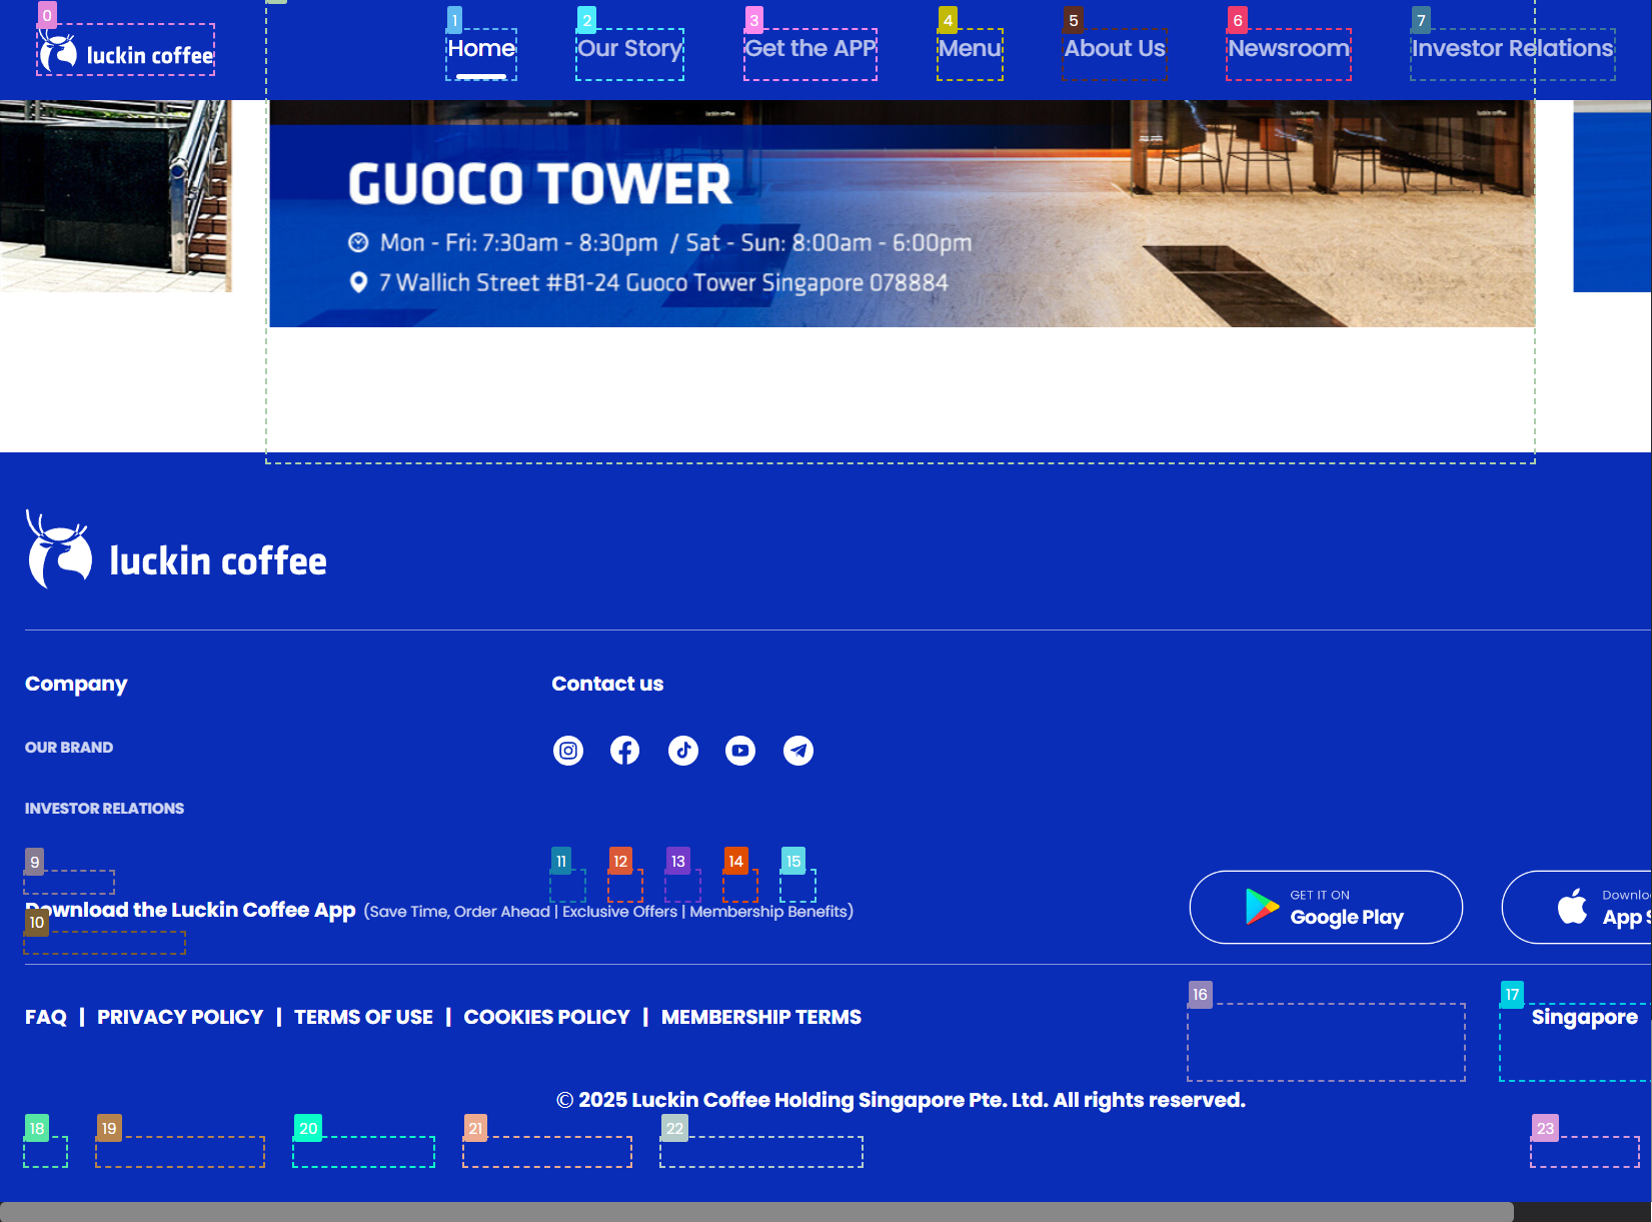 0
1
2
3
4
5
6
7
luckin coffee
Home
Our Story
Get the APP
Menu
About Us
Newsroom
Investor Relations
GUOCO TOWER
Mon - Fri: 7:30am - 8:30pm / Sat - Sun: 8:00am - 6:00pm
7 Wallich Street #B1-24 Guoco Tower Singapore 078884
luckin coffee
Company
Contact us
OUR BRAND
INVESTOR RELATIONS
9
11
12
13
14
15
Download the Luckin Coffee App (Save Time, Order Ahead | Exclusive Offers | Membership Benefits)
10
GET IT ON
Google Play
Downlo
App S
16
17
FAQ | PRIVACY POLICY | TERMS OF USE | COOKIES POLICY | MEMBERSHIP TERMS
Singapore
© 2025 Luckin Coffee Holding Singapore Pte. Ltd. All rights reserved.
18
19
20
21
22
23